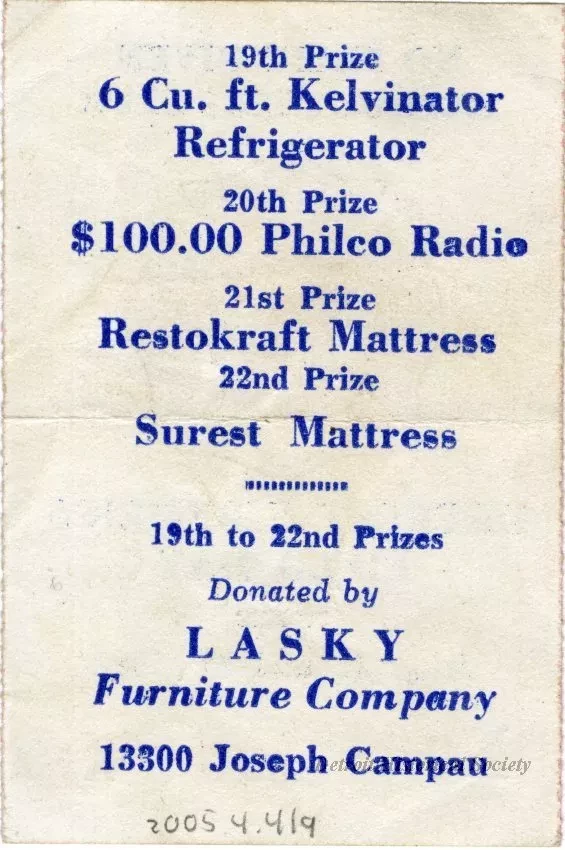 19th Prize
6 Cu. ft. Kelvinator
Refrigerator
20th Prize
$100.00 Philco Radio
21st Prize
Restokraft Mattress
22nd Prize
Surest Mattress
19th to 22nd Prizes
Donated by
LASKY
Furniture Company
13300 Joseph Campau
Society
2005.4.419